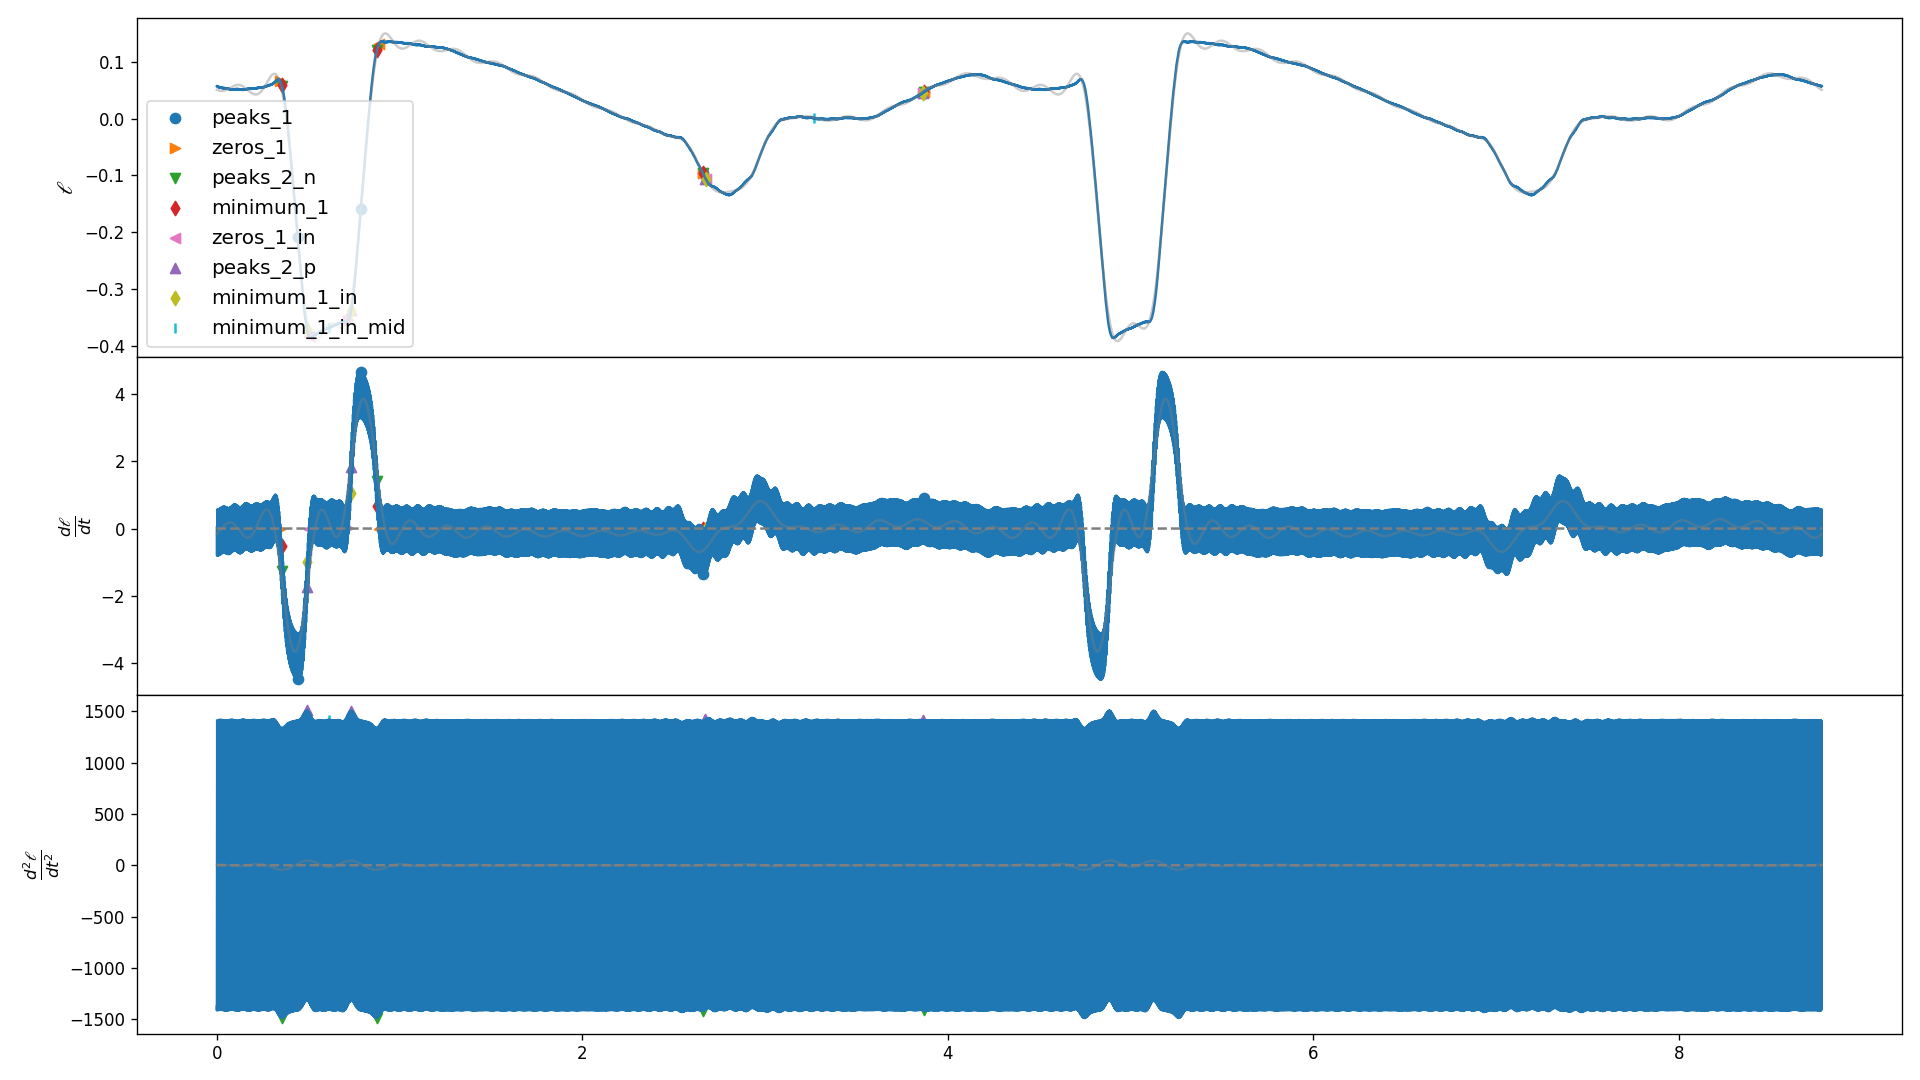 0.1
0.0
−0.1
−0.2
−0.3
−0.4
ℓ
peaks_1
zeros_1
peaks_2_n
minimum_1
zeros_1_in
peaks_2_p
minimum_1_in
minimum_1_in_mid
4
2
0
−2
−4
dℓ
dt
1500
1000
500
0
−500
−1000
−1500
d²ℓ
dt²
0 2 4 6 8